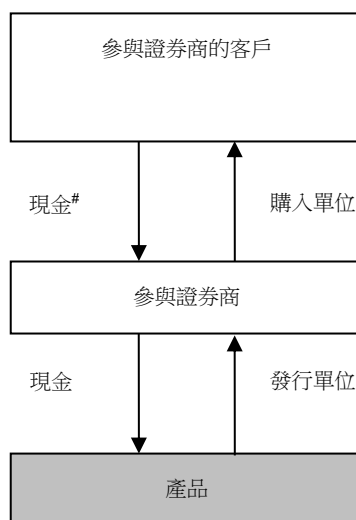 參與證券商的客戶
現金#
購入單位
參與證券商
現金
發行單位
產品